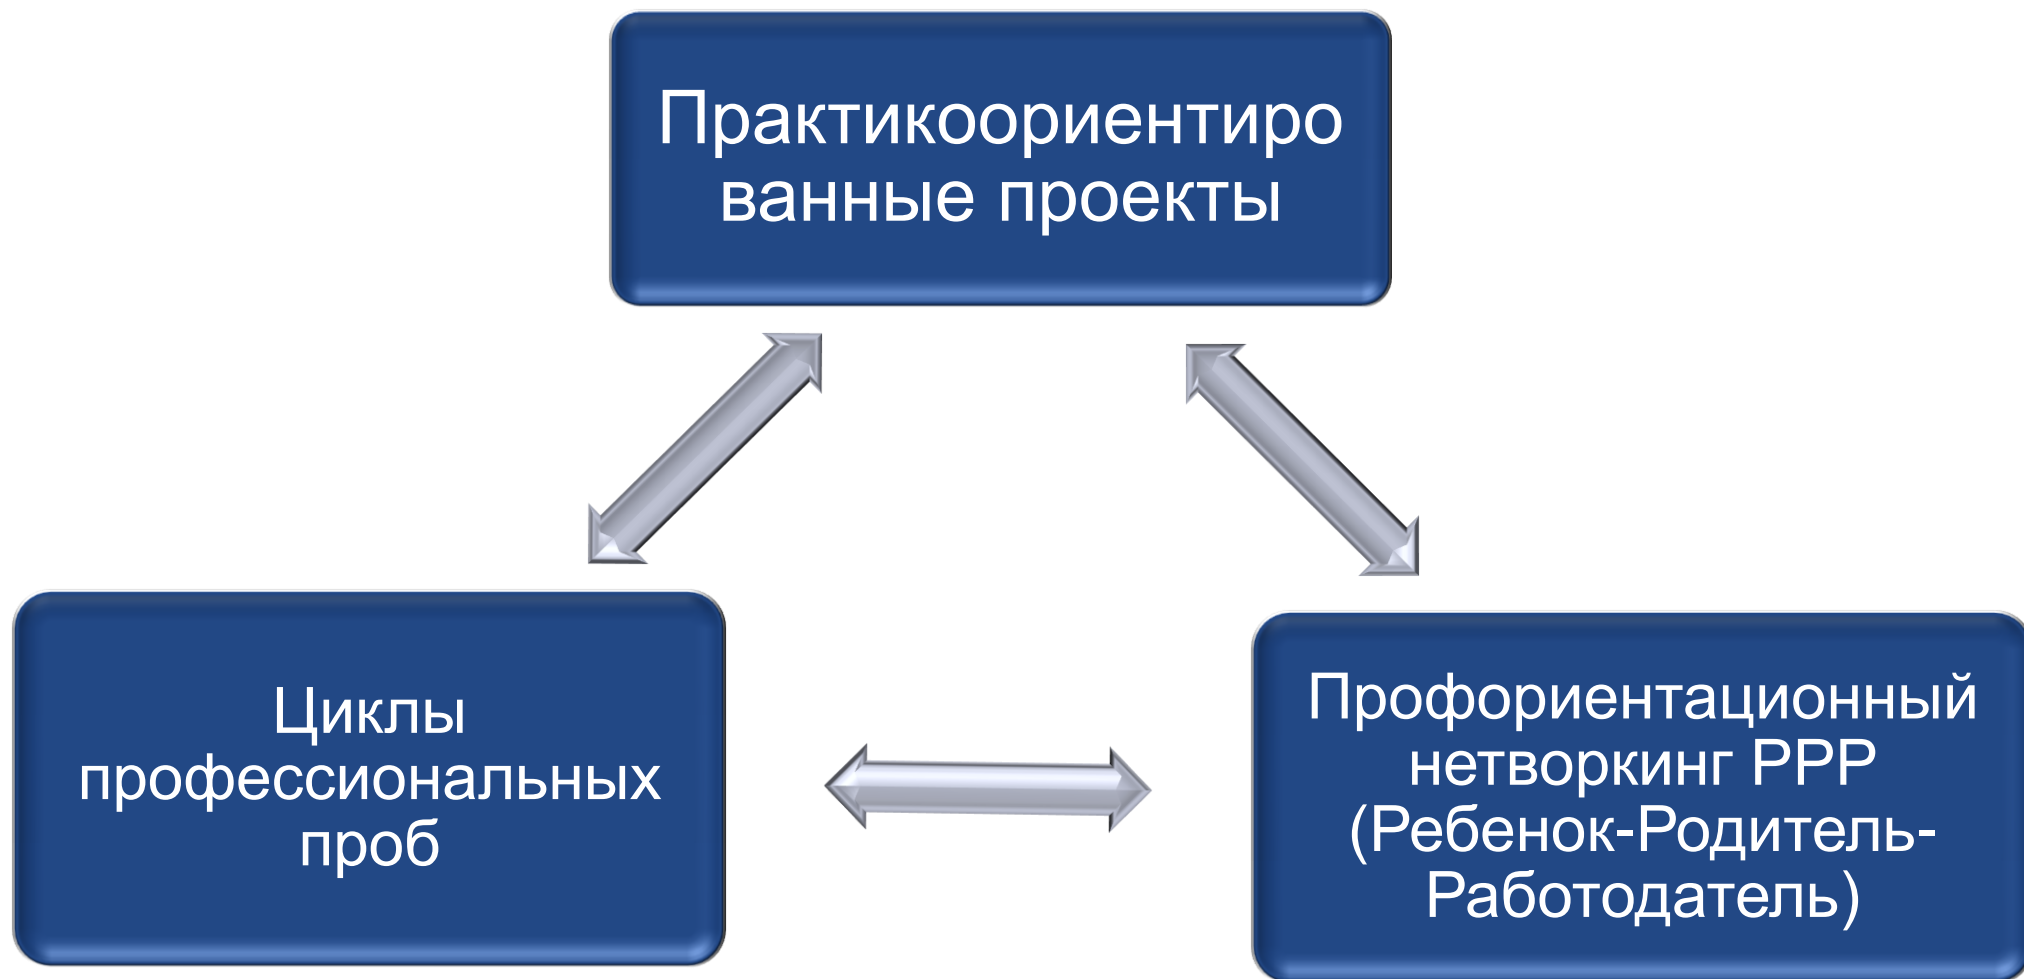 Практикоориентиро
ванные проекты
Циклы
профессиональных
проб
Профориентационный
нетворкинг РРР
(Ребенок-Родитель-
Работодатель)